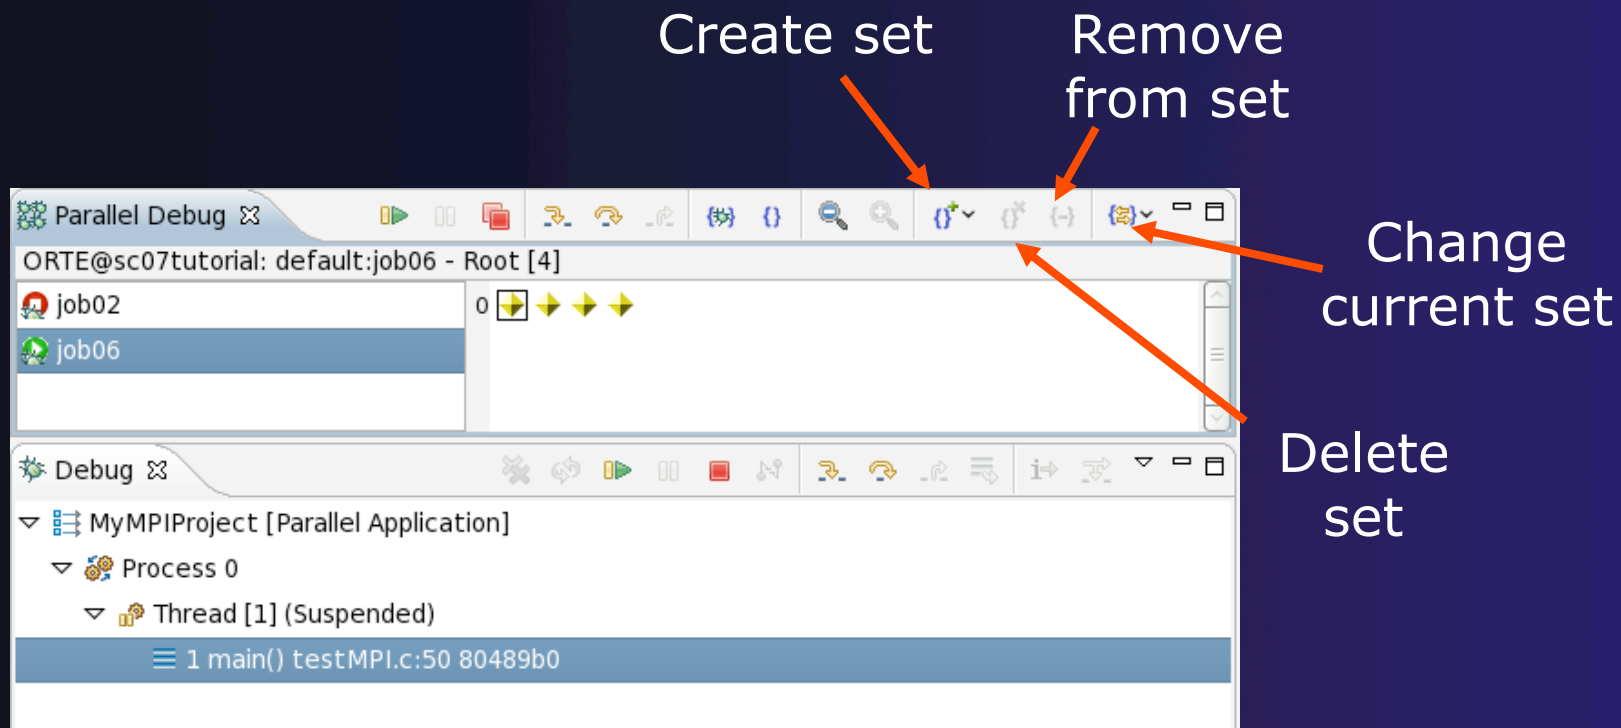 Create set
Remove
from set
Parallel Debug
ORTE@sc07tutorial: default:job06 - Root [4]
job02
0
job06
Change
current set
Debug
Delete
set
MyMPIProject [Parallel Application]
Process 0
Thread [1] (Suspended)
1 main() testMPI.c:50 80489b0